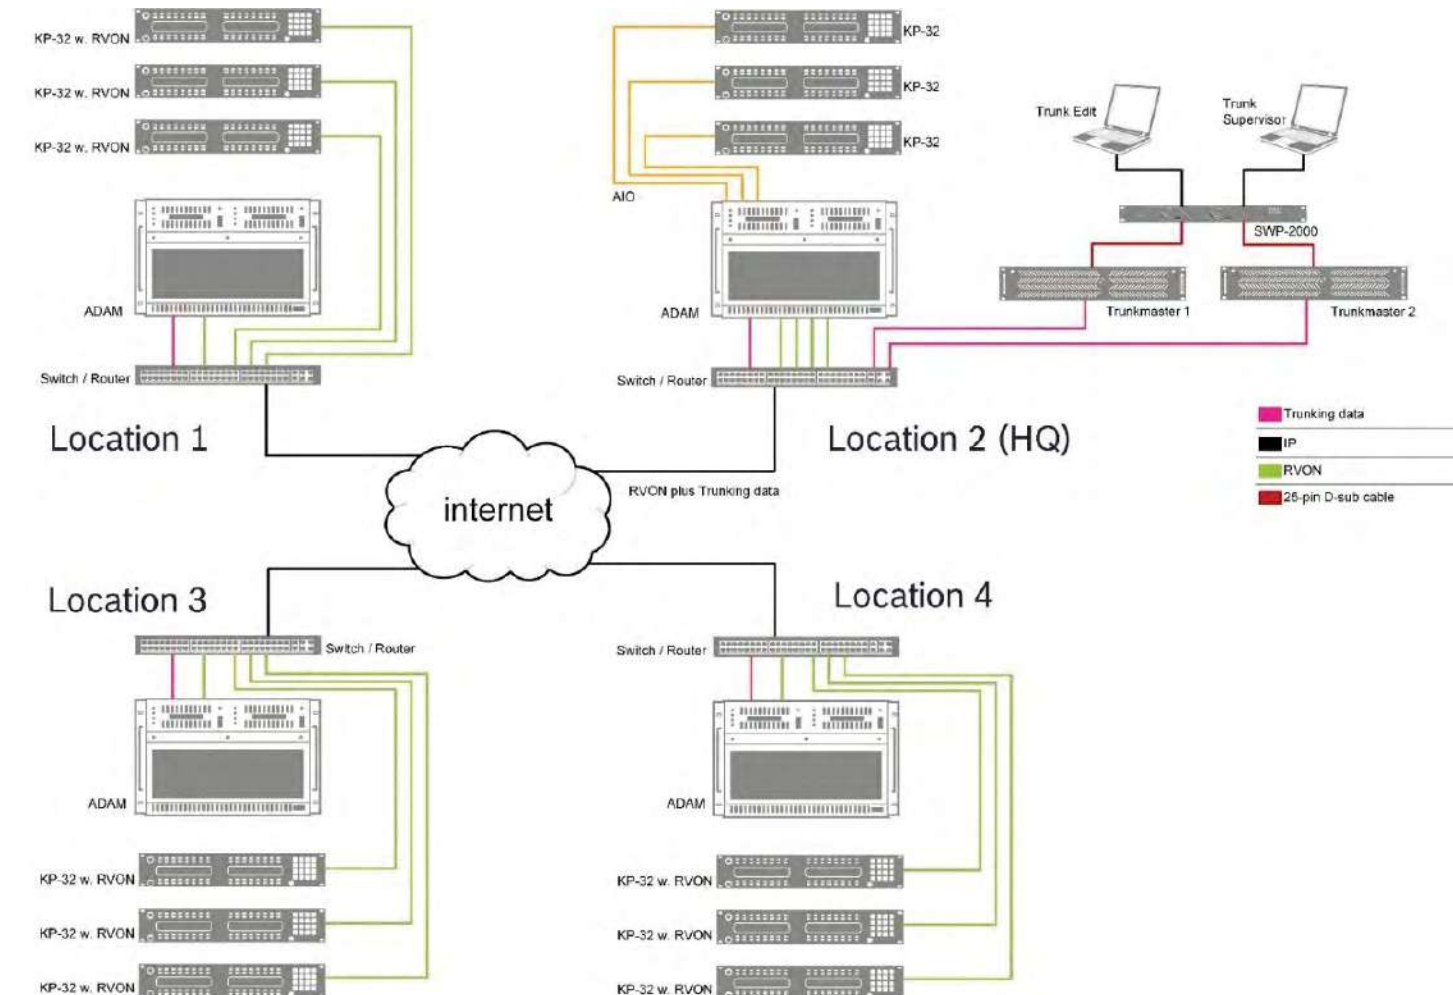 KP-32 w. RVON
KP-32 w. RVON
KP-32 w. RVON
ADAM
Switch / Router
Location 1
KP-32
KP-32
KP-32
AIO
ADAM
Switch / Router
Location 2 (HQ)
Trunk Edit
Trunk
Supervisor
SWP-2000
Trunkmaster 1
Trunkmaster 2
Trunking data
IP
RVON
25-pin D-sub cable
internet
RVON plus Trunking data
Location 3
Switch / Router
ADAM
KP-32 w. RVON
KP-32 w. RVON
KP-32 w. RVON
Location 4
Switch / Router
ADAM
KP-32 w. RVON
KP-32 w. RVON
KP-32 w. RVON